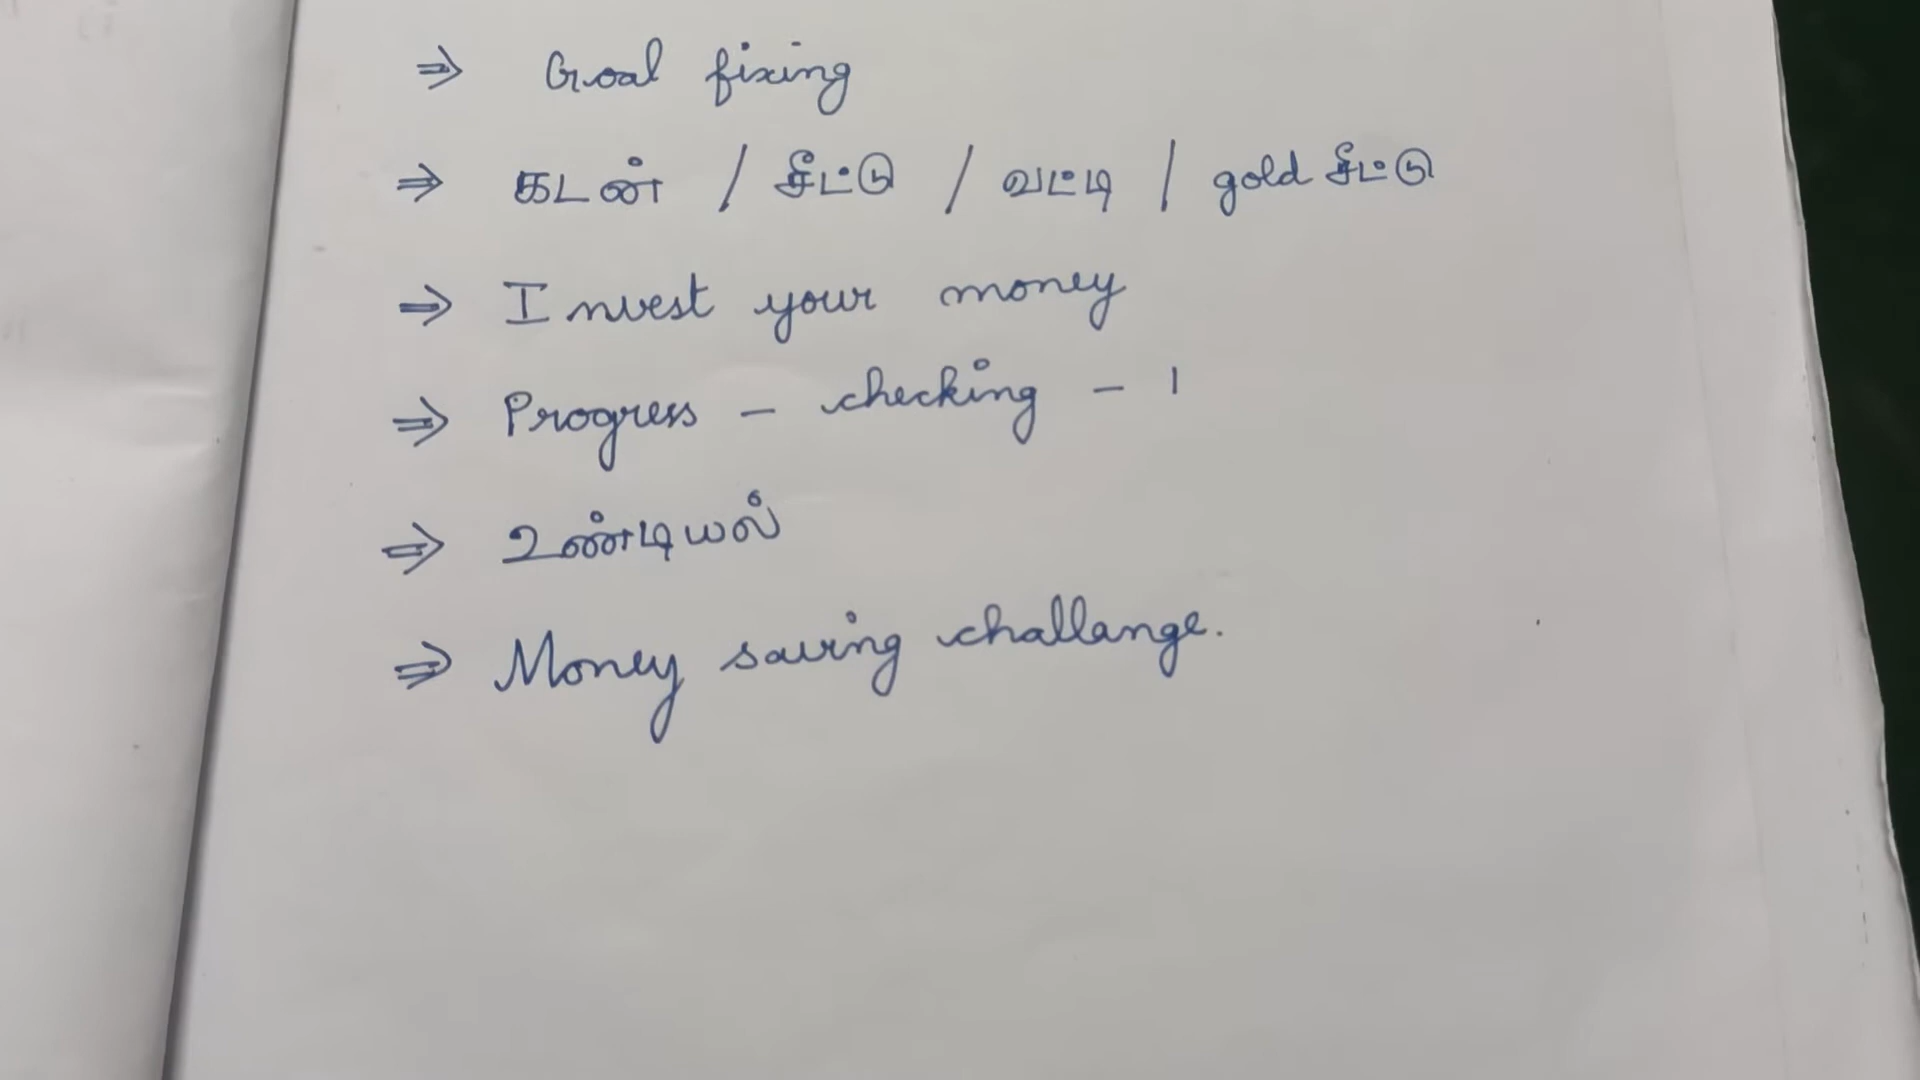 ⇒ Goal fixing
⇒ கடன் / சீட்டு / வட்டி / gold சீட்டு
⇒ Invest your money
⇒ Progress - checking - 1
⇒ உண்டியல்
⇒ Money saving challange.